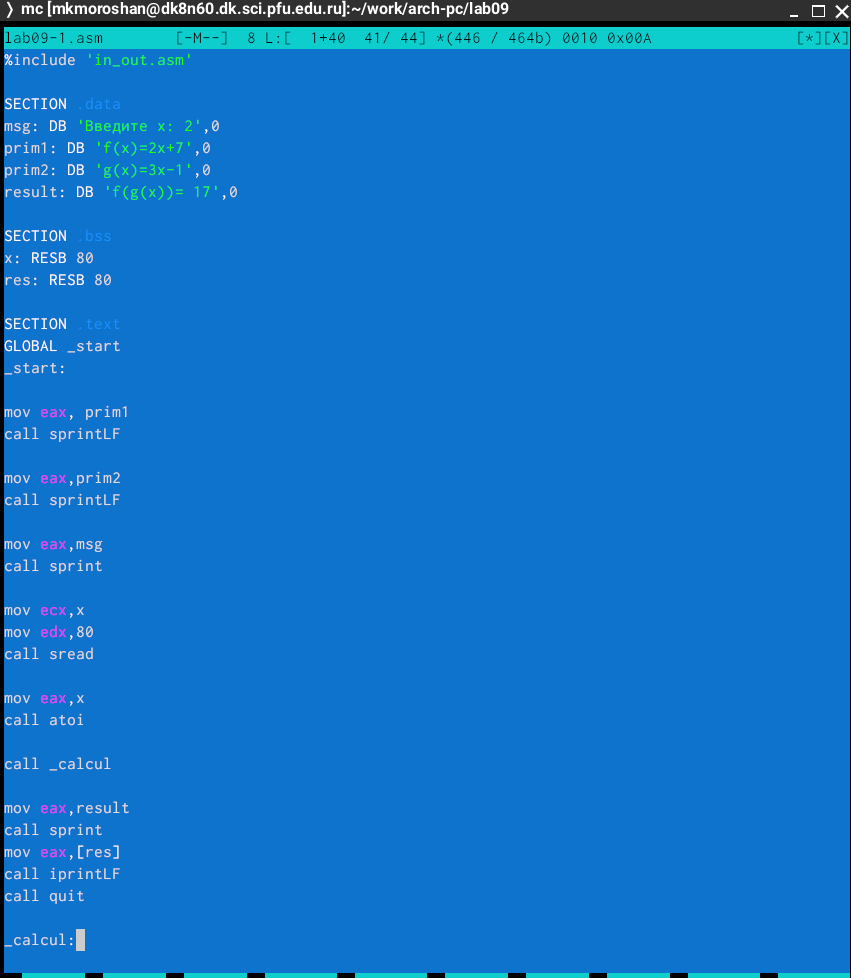 ❭ mc [mkmoroshan@dk8n60.dk.sci.pfu.edu.ru]:~/work/arch-pc/lab09
lab09-1.asm [-M--] 8 L:[ 1+40 41/ 44] *(446 / 464b) 0010 0x00A [*][X]
%include 'in_out.asm'
SECTION .data
msg: DB 'Введите x: 2',0
prim1: DB 'f(x)=2x+7',0
prim2: DB 'g(x)=3x-1',0
result: DB 'f(g(x))= 17',0
SECTION .bss
x: RESB 80
res: RESB 80
SECTION .text
GLOBAL _start
_start:
mov eax, prim1
call sprintLF
mov eax,prim2
call sprintLF
mov eax,msg
call sprint
mov ecx,x
mov edx,80
call sread
mov eax,x
call atoi
call _calcul
mov eax,result
call sprint
mov eax,[res]
call iprintLF
call quit
_calcul: